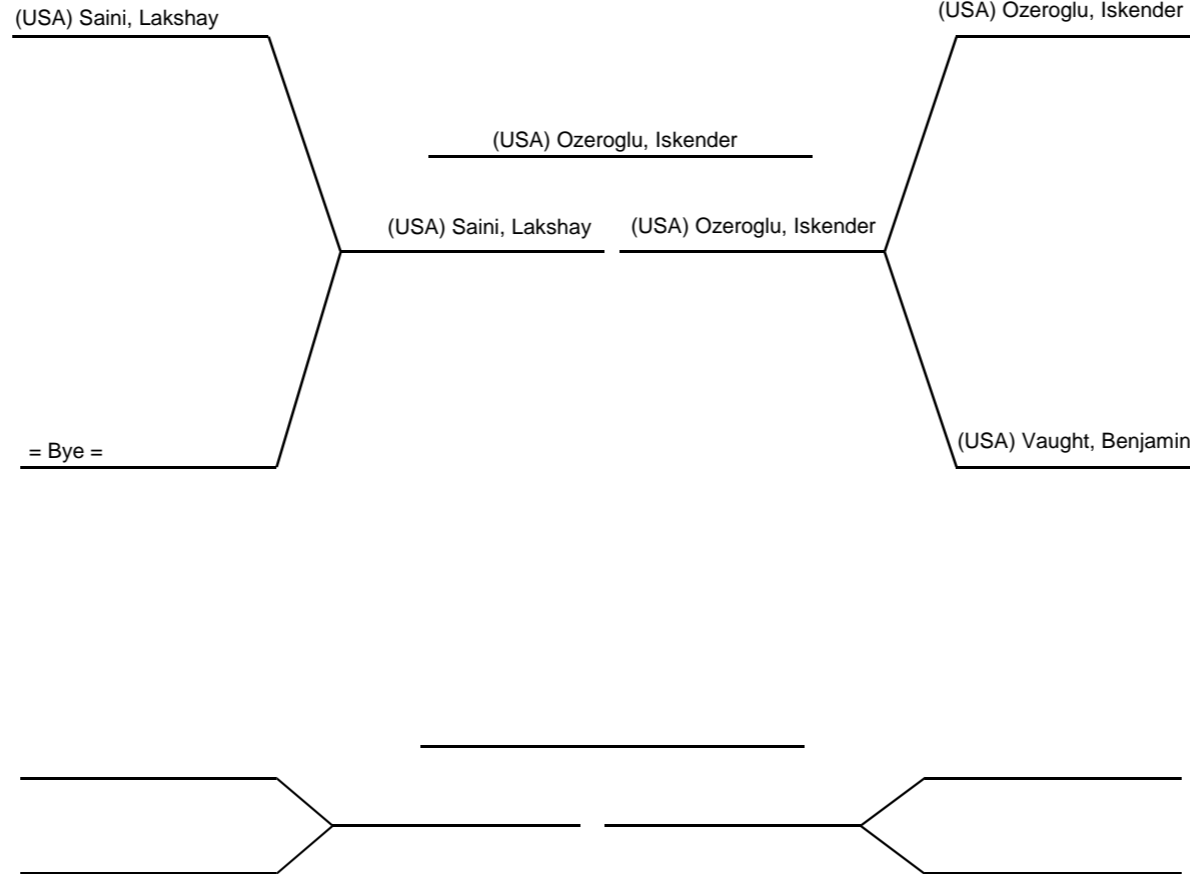 (USA) Saini, Lakshay
(USA) Ozeroglu, Iskender
(USA) Ozeroglu, Iskender
(USA) Saini, Lakshay
(USA) Ozeroglu, Iskender
= Bye =
(USA) Vaught, Benjamin